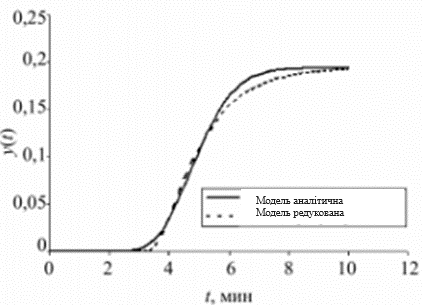 0,25
0,2
0,15
0,1
0,05
0
y(t)
Модель аналітична
Модель редукована
0 2 4 6 8 10 12
t, мин